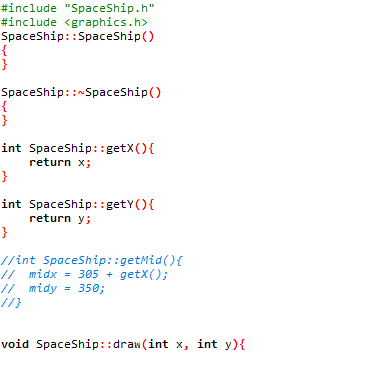 #include "SpaceShip.h"
#include <graphics.h>
SpaceShip::SpaceShip()
{
}
SpaceShip::~SpaceShip()
{
}
int SpaceShip::getX(){
    return x;
}
int SpaceShip::getY(){
    return y;
}
//int SpaceShip::getMid(){
//  midx = 305 + getX();
//  midy = 350;
//}
void SpaceShip::draw(int x, int y){